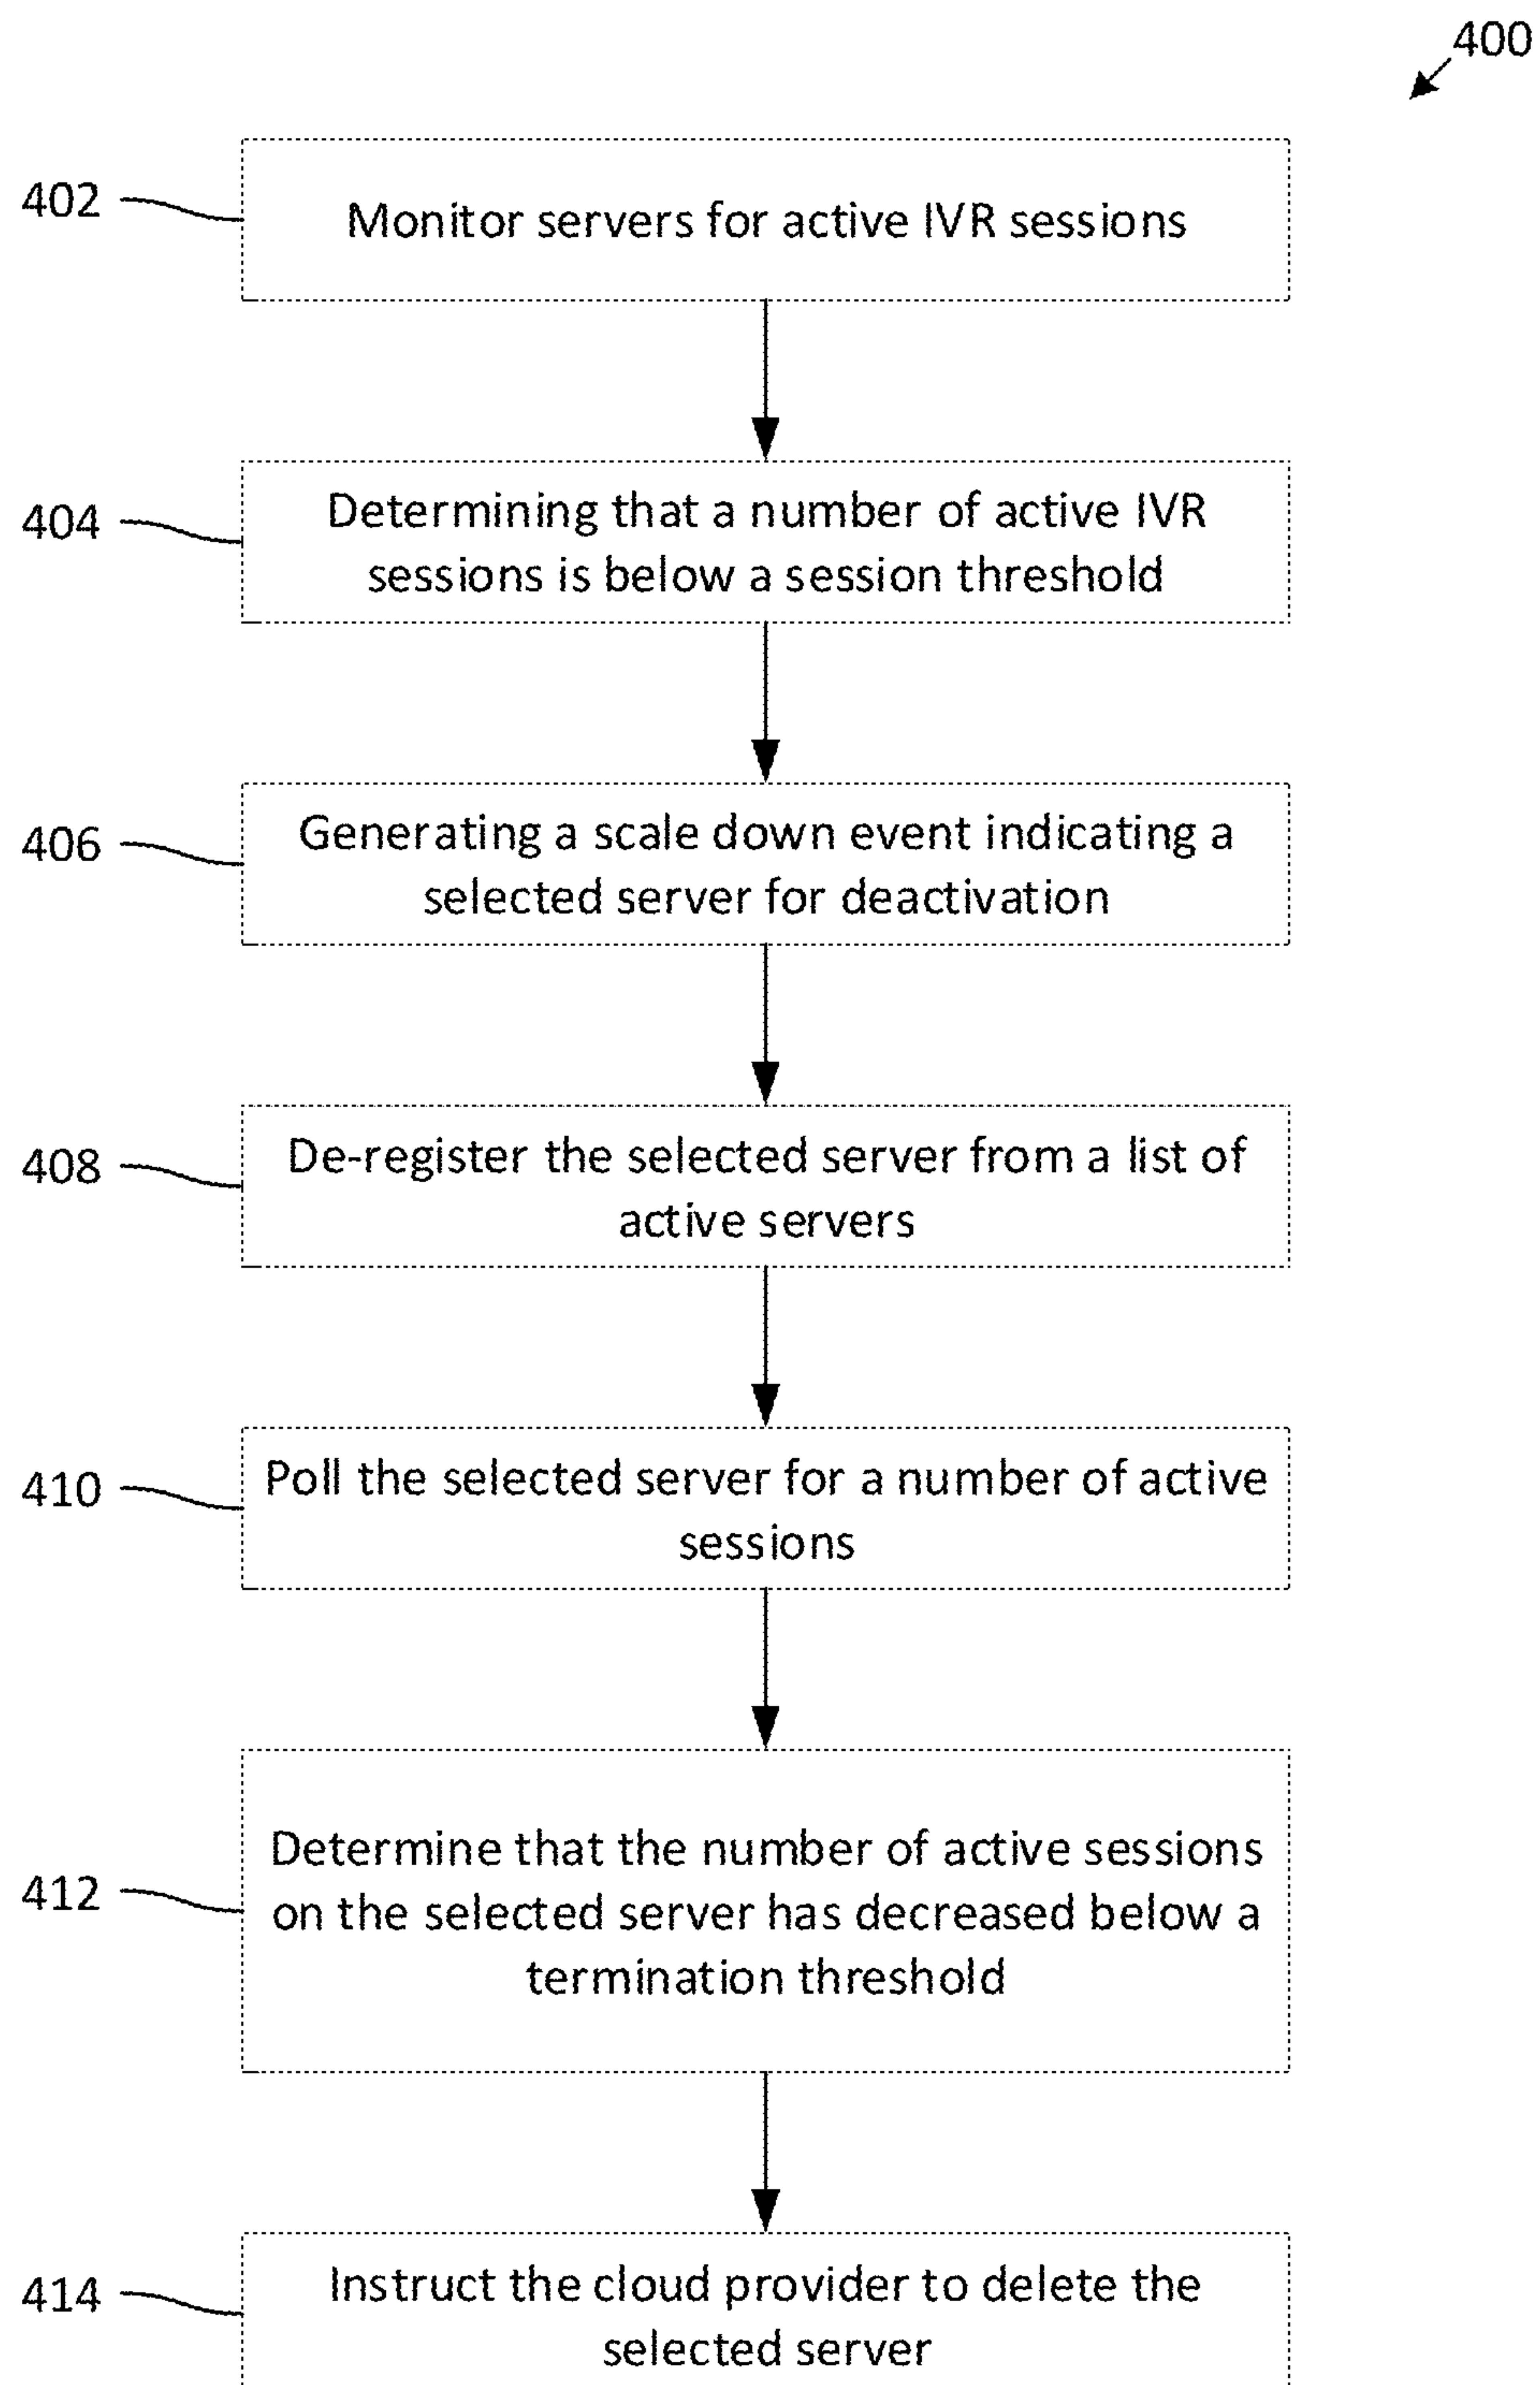 400
402
Monitor servers for active IVR sessions
404
Determining that a number of active IVR
sessions is below a session threshold
406
Generating a scale down event indicating a
selected server for deactivation
408
De-register the selected server from a list of
active servers
410
Poll the selected server for a number of active
sessions
412
Determine that the number of active sessions
on the selected server has decreased below a
termination threshold
414
Instruct the cloud provider to delete the
selected server